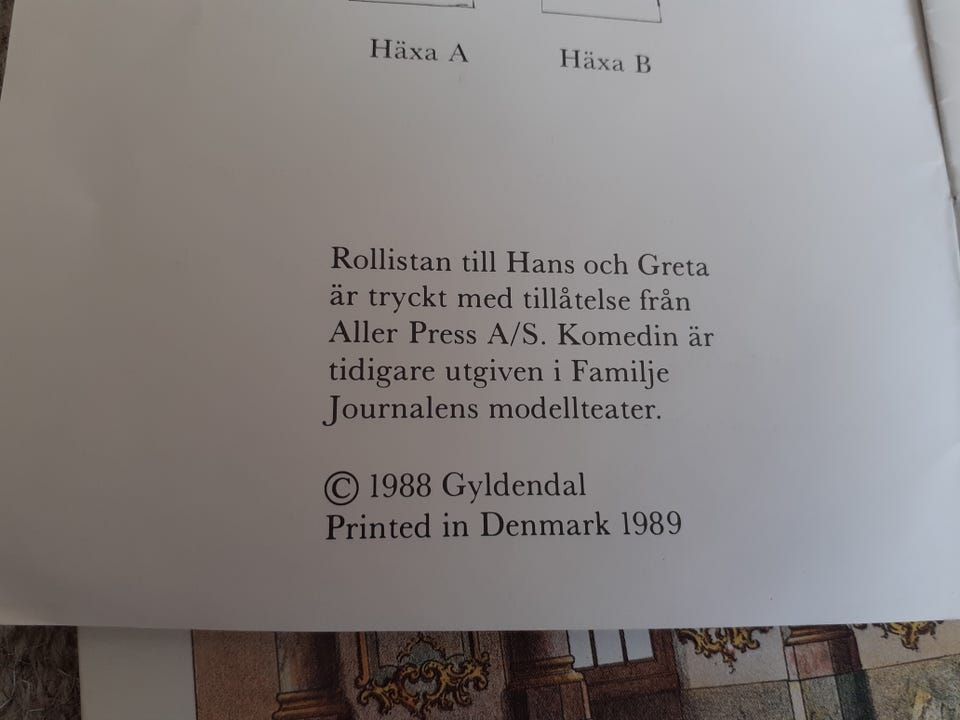 Häxa A
Häxa B
Rollistan till Hans och Greta
är tryckt med tillåtelse från
Aller Press A/S. Komedin är
tidigare utgiven i Familje
Journalens modellteater.
© 1988 Gyldendal
Printed in Denmark 1989